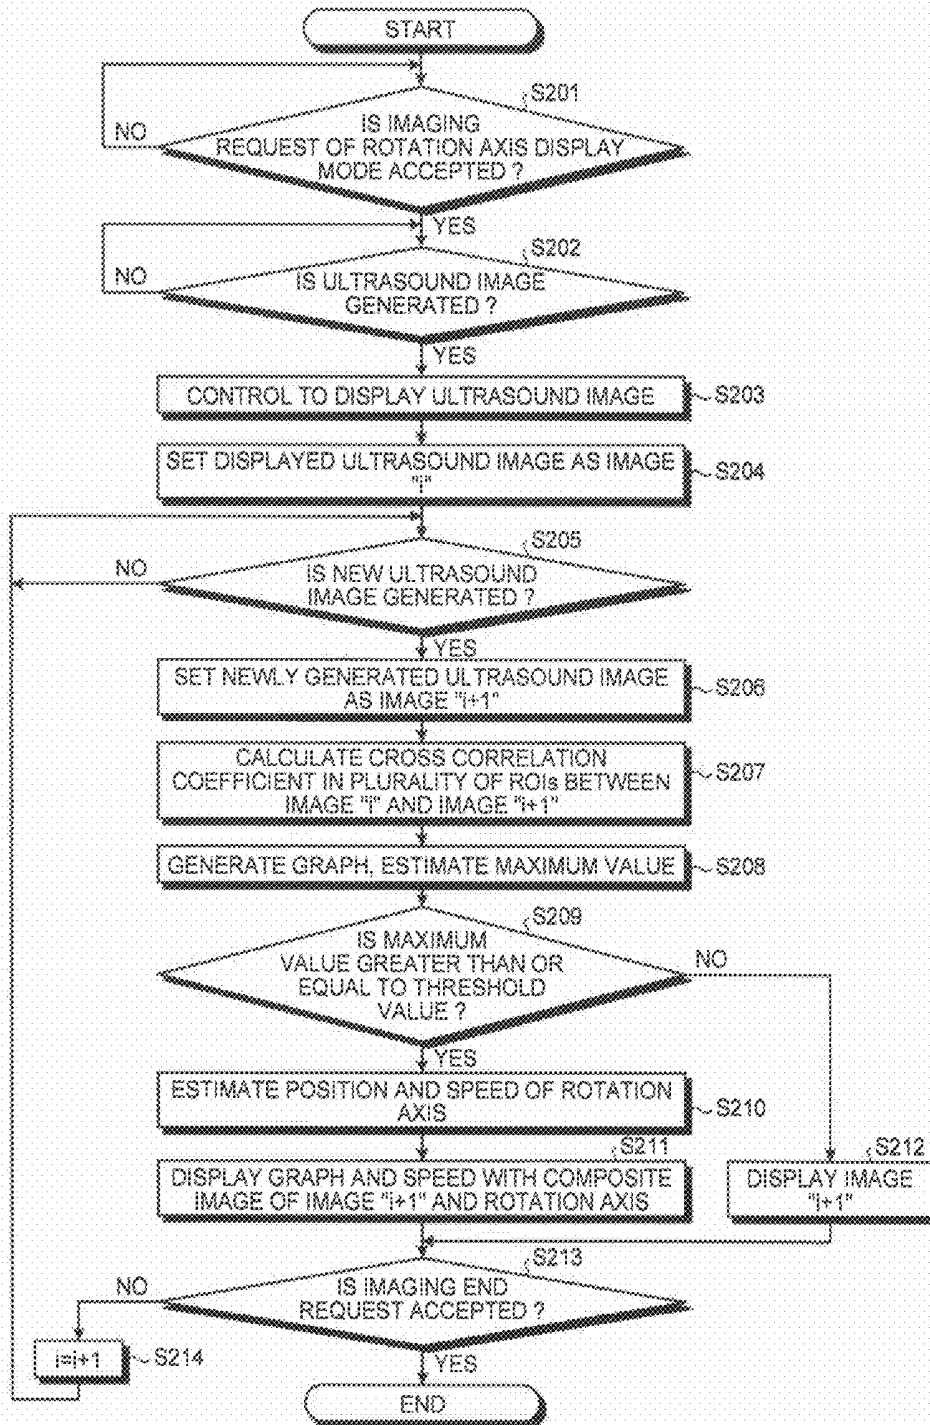 START
S201
IS IMAGING
REQUEST OF ROTATION AXIS DISPLAY
MODE ACCEPTED ?
NO
YES
S202
IS ULTRASOUND IMAGE
GENERATED ?
NO
YES
CONTROL TO DISPLAY ULTRASOUND IMAGE
S203
SET DISPLAYED ULTRASOUND IMAGE AS IMAGE
"i"
S204
S205
IS NEW ULTRASOUND
IMAGE GENERATED ?
NO
YES
SET NEWLY GENERATED ULTRASOUND IMAGE
AS IMAGE "i+1"
S206
CALCULATE CROSS CORRELATION
COEFFICIENT IN PLURALITY OF ROIs BETWEEN
IMAGE "i" AND IMAGE "i+1"
S207
GENERATE GRAPH, ESTIMATE MAXIMUM VALUE
S208
S209
IS MAXIMUM
VALUE GREATER THAN OR
EQUAL TO THRESHOLD
VALUE ?
NO
YES
ESTIMATE POSITION AND SPEED OF ROTATION
AXIS
S210
S211
DISPLAY GRAPH AND SPEED WITH COMPOSITE
IMAGE OF IMAGE "i+1" AND ROTATION AXIS
S212
DISPLAY IMAGE
"i+1"
S213
IS IMAGING END
REQUEST ACCEPTED ?
NO
YES
i=i+1
S214
END